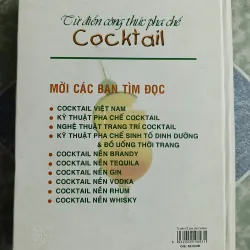 Từ điển công thức pha chế
Cocktail
MỜI CÁC BẠN TÌM ĐỌC
COCKTAIL VIỆT NAM
KỸ THUẬT PHA CHẾ COCKTAIL
NGHỆ THUẬT TRANG TRÍ COCKTAIL
KỸ THUẬT PHA CHẾ SINH TỐ DINH DƯỠNG
& ĐỒ UỐNG THỜI TRANG
COCKTAIL NỀN BRANDY
COCKTAIL NỀN TEQUILA
COCKTAIL NỀN GIN
COCKTAIL NỀN VODKA
COCKTAIL NỀN RHUM
COCKTAIL NỀN WHISKY